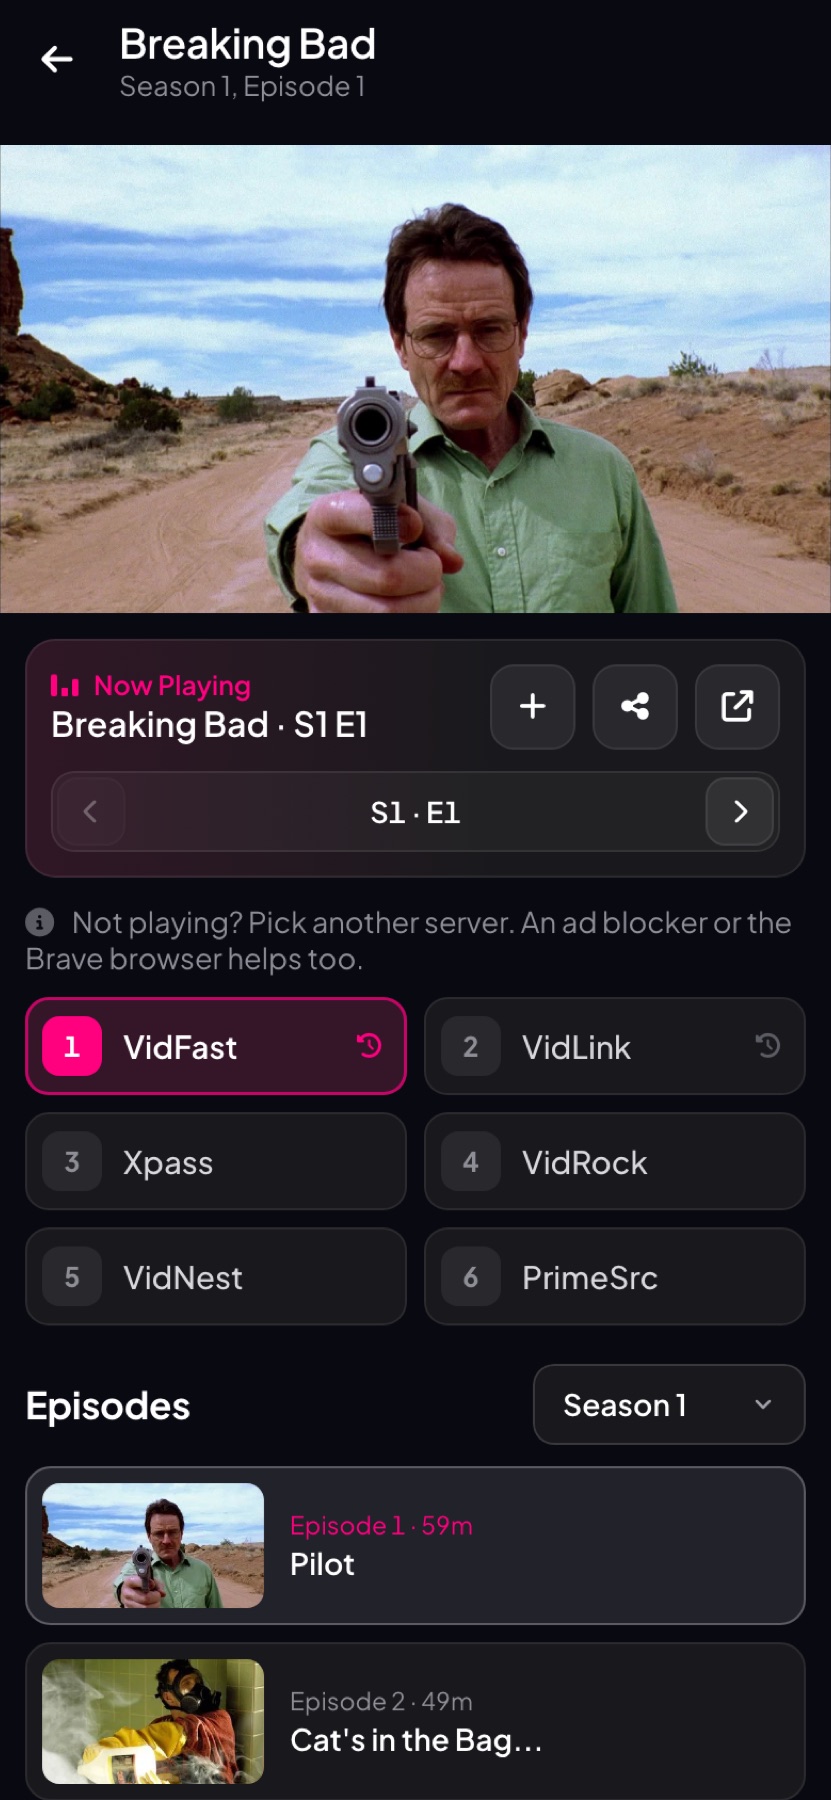 Breaking Bad
Season 1, Episode 1
Now Playing
Breaking Bad · S1 E1
S1 · E1
Not playing? Pick another server. An ad blocker or the
Brave browser helps too.
1 VidFast
2 VidLink
3 Xpass
4 VidRock
5 VidNest
6 PrimeSrc
Episodes
Season 1
Episode 1 · 59m
Pilot
Episode 2 · 49m
Cat's in the Bag...